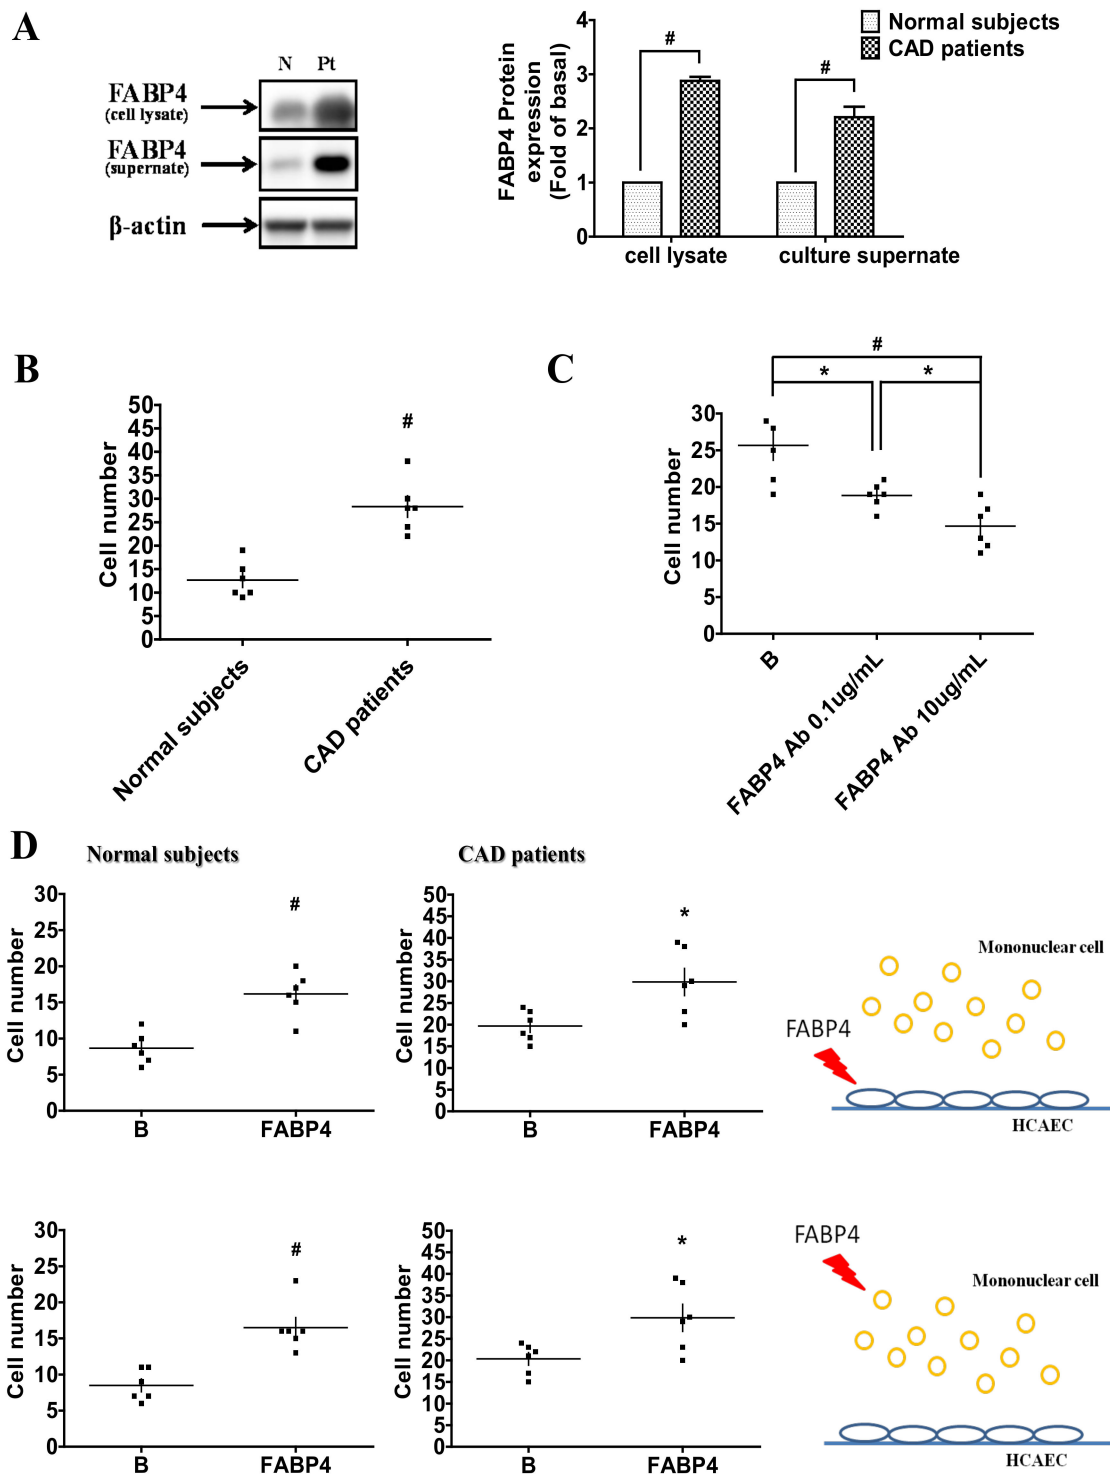 A
N Pt
FABP4
(cell lysate)
FABP4
(supernate)
β-actin
Normal subjects
CAD patients
FABP4 Protein
expression
(Fold of basal)
4
3
2
1
0
#
#
cell lysate
culture supernate
B
Cell number
50
45
40
35
30
25
20
15
10
5
0
#
Normal subjects
CAD patients
C
Cell number
30
25
20
15
10
5
0
#
*
*
B
FABP4 Ab 0.1ug/mL
FABP4 Ab 10ug/mL
D
Normal subjects
Cell number
30
25
20
15
10
5
0
#
B
FABP4
CAD patients
Cell number
50
45
40
35
30
25
20
15
10
5
0
*
B
FABP4
Mononuclear cell
FABP4
HCAEC
Cell number
30
25
20
15
10
5
0
#
B
FABP4
Cell number
50
45
40
35
30
25
20
15
10
5
0
*
B
FABP4
FABP4
Mononuclear cell
HCAEC